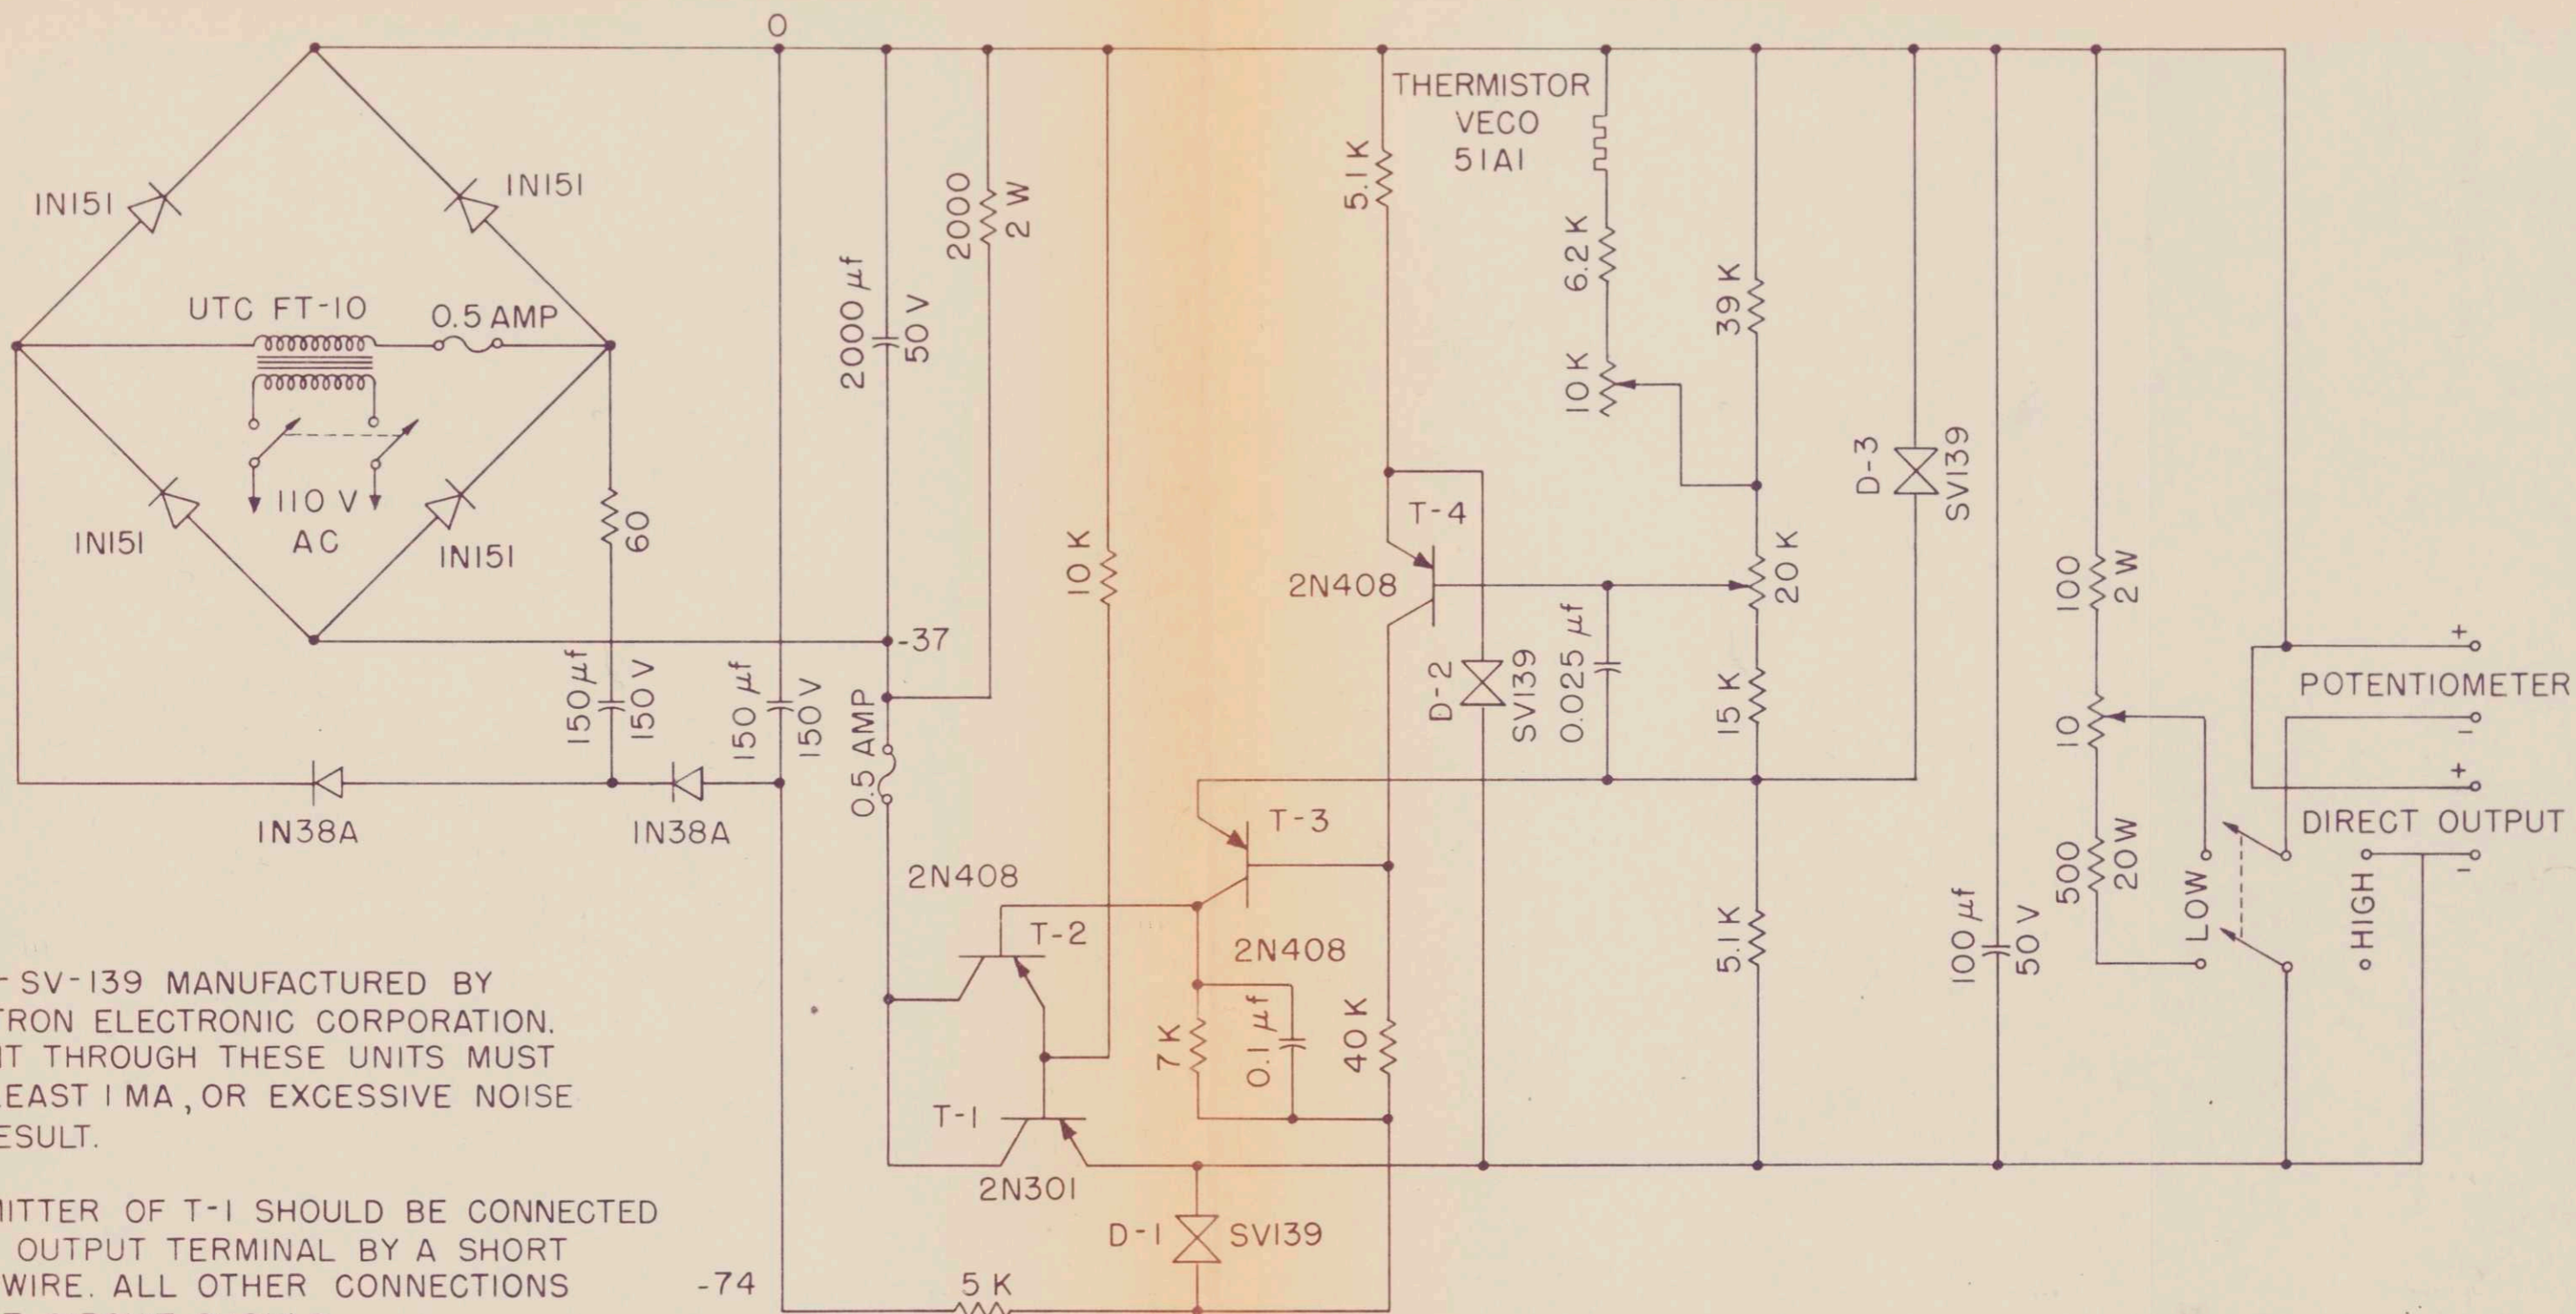 O
THERMISTOR
VECO
51A1
IN151
IN151
5.1 K
2000
2 W
6.2 K
39 K
UTC FT-10
0.5 AMP
2000 µf
50 V
10 K
110 V
AC
IN151
IN151
60
10 K
T-4
2N408
D-3
SV139
20 K
100
2 W
-37
150 µf
150 V
150 µf
150 V
0.5 AMP
D-2
SV139
0.0025 µf
15 K
10
+
POTENTIOMETER
-
+
DIRECT OUTPUT
-
IN38A
IN38A
T-3
2N408
T-2
2N408
500
20W
LOW
HIGH
5.1 K
100 µf
50 V
7 K
0.1 µf
40 K
T-1
2N301
D-1
SV139
-74
5 K
- SV-139 MANUFACTURED BY
TRON ELECTRONIC CORPORATION.
T THROUGH THESE UNITS MUST
LEAST 1 MA, OR EXCESSIVE NOISE
ESULT.
MITTER OF T-1 SHOULD BE CONNECTED
OUTPUT TERMINAL BY A SHORT
WIRE. ALL OTHER CONNECTIONS